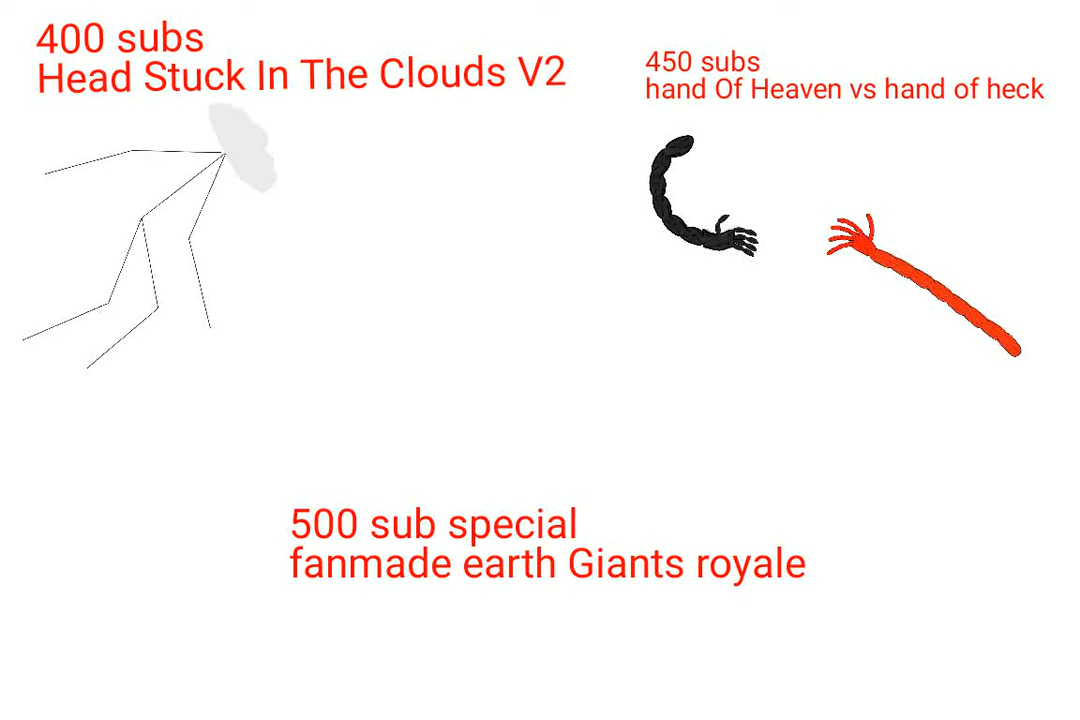 400 subs
Head Stuck In The Clouds V2
450 subs
hand Of Heaven vs hand of heck
500 sub special
fanmade earth Giants royale